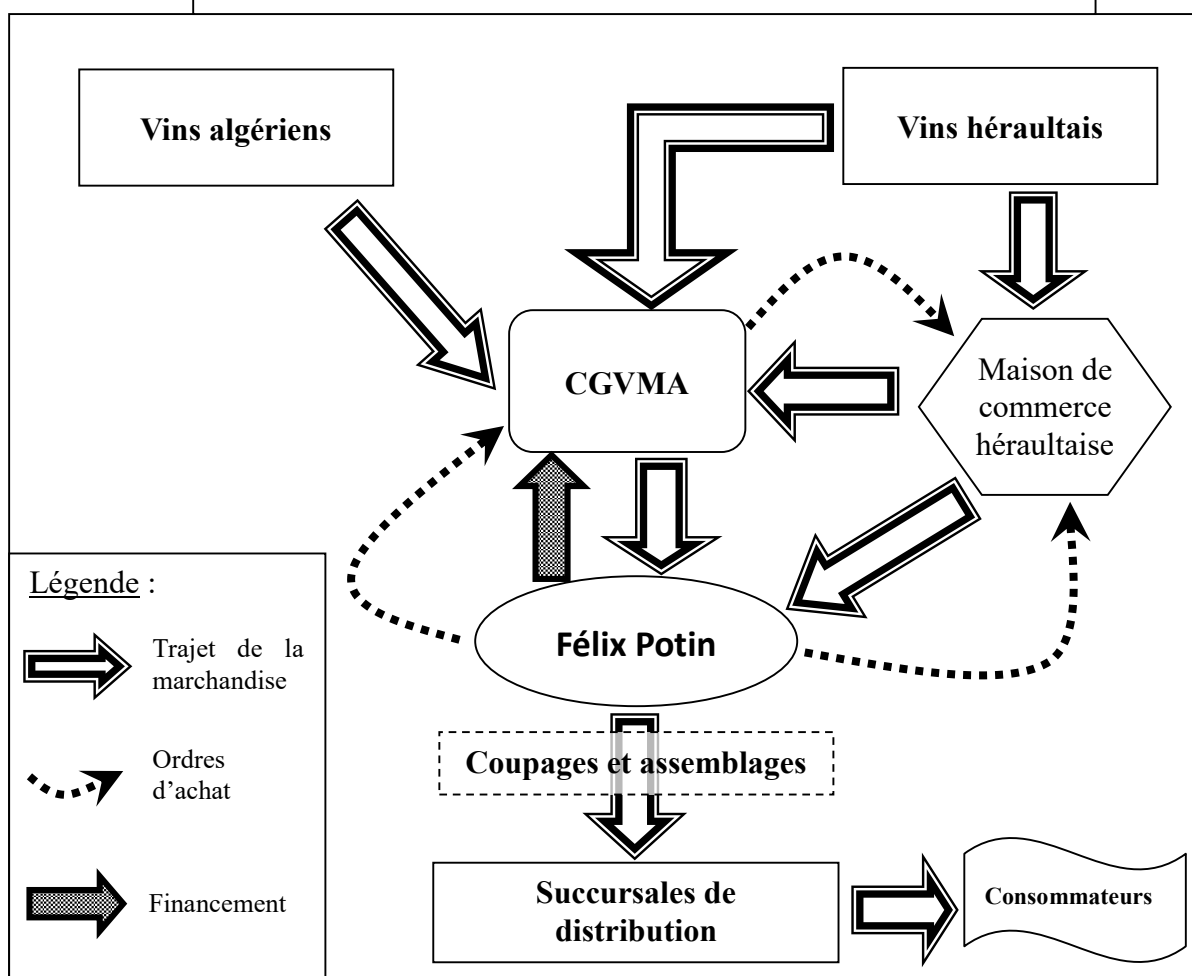 Vins algériens
Vins héraultais
CGVMA
Maison de
commerce
héraultaise
Félix Potin
Coupages et assemblages
Succursales de
distribution
Consommateurs
Légende :
Trajet de la
marchandise
Ordres
d’achat
Financement